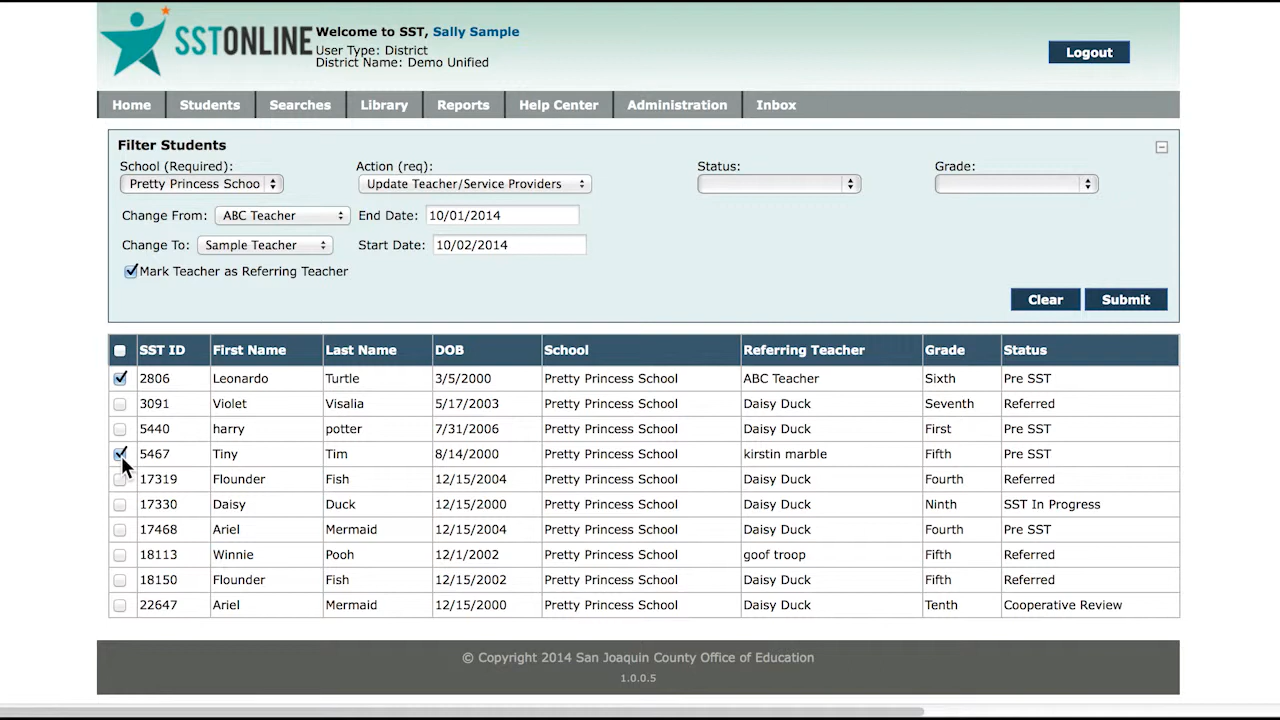 SSTONLINE
Welcome to SST, Sally Sample
User Type: District
District Name: Demo Unified
Logout
Home Students Searches Library Reports Help Center Administration Inbox
Filter Students
School (Required): Action (req): Status: Grade:
Pretty Princess Schoo Update Teacher/Service Providers
Change From: ABC Teacher End Date: 10/01/2014
Change To: Sample Teacher Start Date: 10/02/2014
Mark Teacher as Referring Teacher
Clear Submit
SST ID First Name Last Name DOB School Referring Teacher Grade Status
2806 Leonardo Turtle 3/5/2000 Pretty Princess School ABC Teacher Sixth Pre SST
3091 Violet Visalia 5/17/2003 Pretty Princess School Daisy Duck Seventh Referred
5440 harry potter 7/31/2006 Pretty Princess School Daisy Duck First Pre SST
5467 Tiny Tim 8/14/2000 Pretty Princess School kirstin marble Fifth Pre SST
17319 Flounder Fish 12/15/2004 Pretty Princess School Daisy Duck Fourth Referred
17330 Daisy Duck 12/15/2000 Pretty Princess School Daisy Duck Ninth SST In Progress
17468 Ariel Mermaid 12/15/2004 Pretty Princess School Daisy Duck Fourth Pre SST
18113 Winnie Pooh 12/1/2002 Pretty Princess School goof troop Fifth Referred
18150 Flounder Fish 12/15/2002 Pretty Princess School Daisy Duck Fifth Referred
22647 Ariel Mermaid 12/15/2000 Pretty Princess School Daisy Duck Tenth Cooperative Review
© Copyright 2014 San Joaquin County Office of Education
1.0.0.5